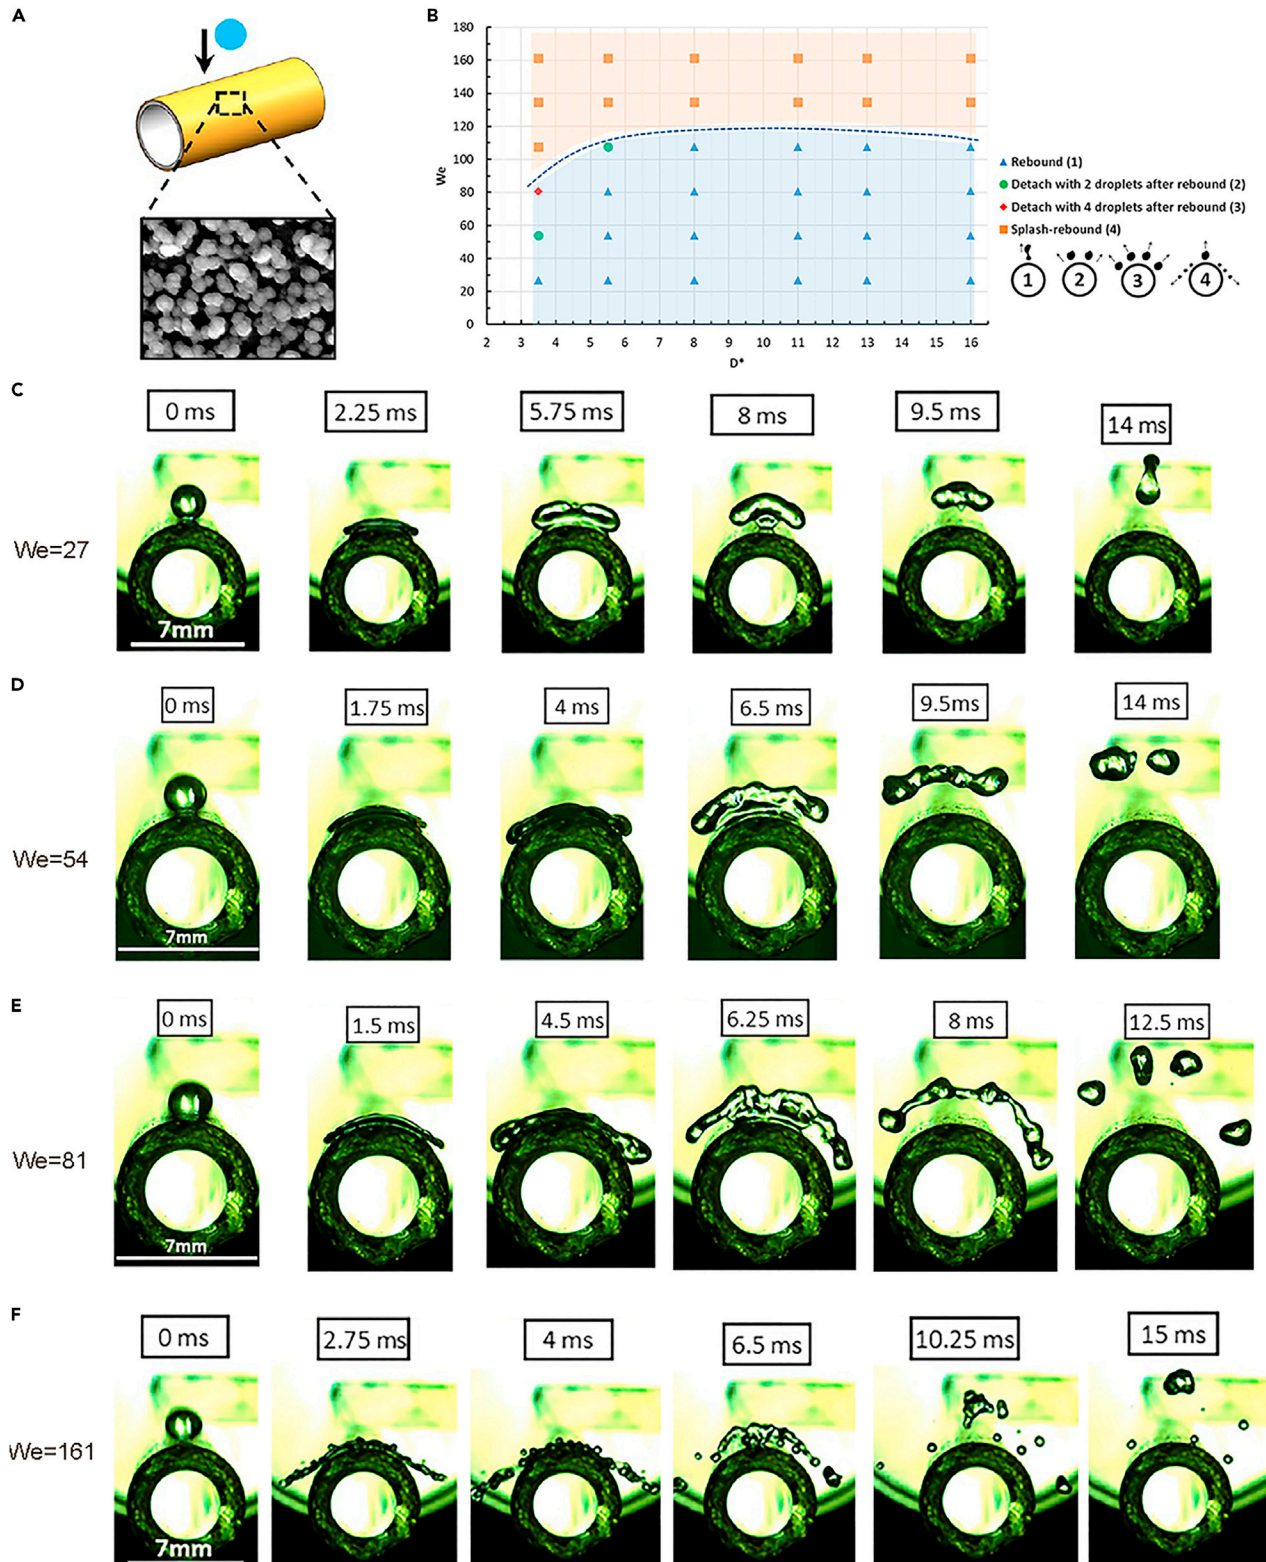 A
B
180
160
140
120
100
80
60
40
20
0
We
2 3 4 5 6 7 8 9 10 11 12 13 14 15 16
D*
Rebound (1)
Detach with 2 droplets after rebound (2)
Detach with 4 droplets after rebound (3)
Splash-rebound (4)
1 2 3 4
C
0 ms 2.25 ms 5.75 ms 8 ms 9.5 ms 14 ms
We=27
7mm
D
0 ms 1.75 ms 4 ms 6.5 ms 9.5ms 14 ms
We=54
7mm
E
0 ms 1.5 ms 4.5 ms 6.25 ms 8 ms 12.5 ms
We=81
7mm
F
0 ms 2.75 ms 4 ms 6.5 ms 10.25 ms 15 ms
We=161
7mm